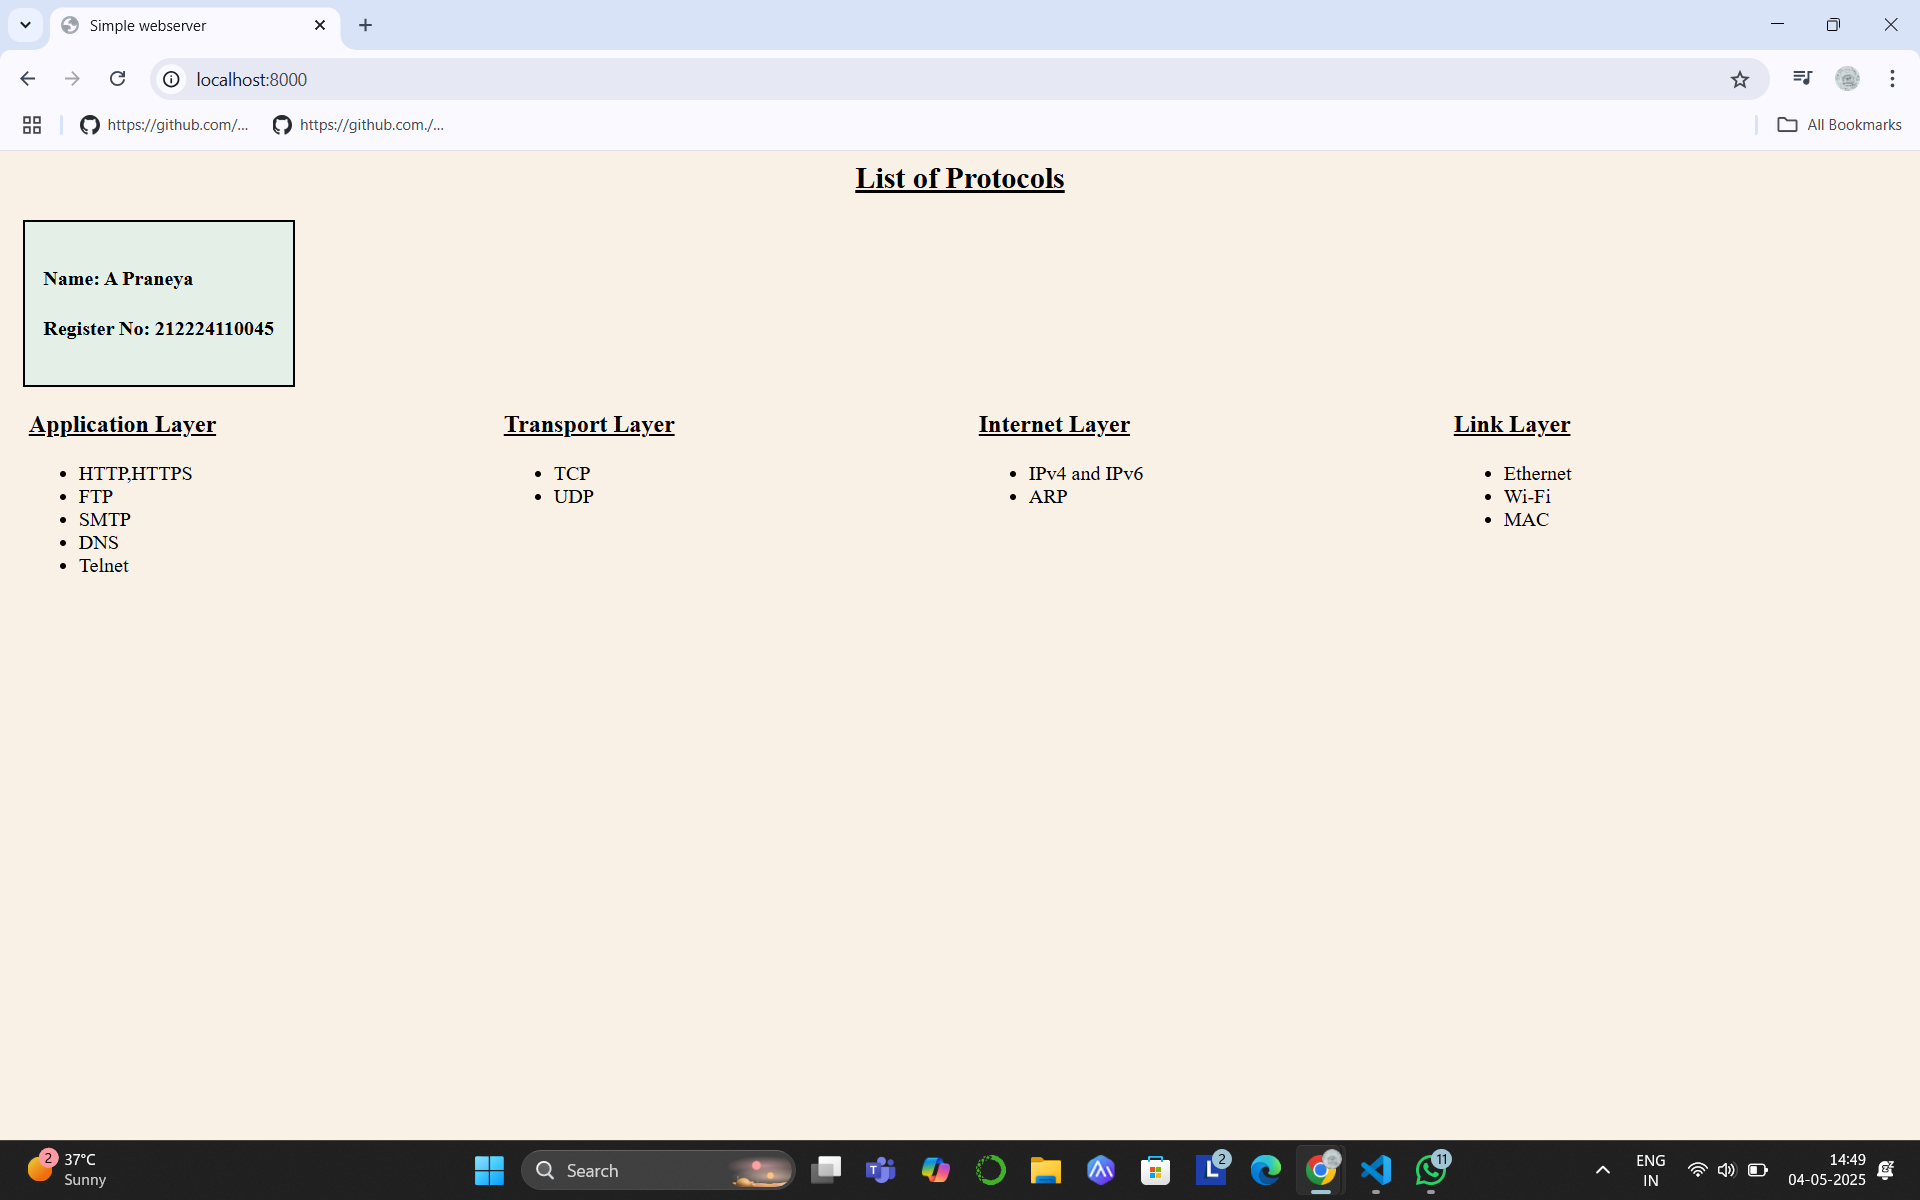 Simple webserver
localhost:8000
https://github.com/... https://github.com./... All Bookmarks
List of Protocols
Name: A Praneya
Register No: 212224110045
Application Layer
HTTP,HTTPS
FTP
SMTP
DNS
Telnet
Transport Layer
TCP
UDP
Internet Layer
IPv4 and IPv6
ARP
Link Layer
Ethernet
Wi-Fi
MAC
2
37°C
Sunny
Search
T
L
2
11
ENG
IN
14:49
04-05-2025